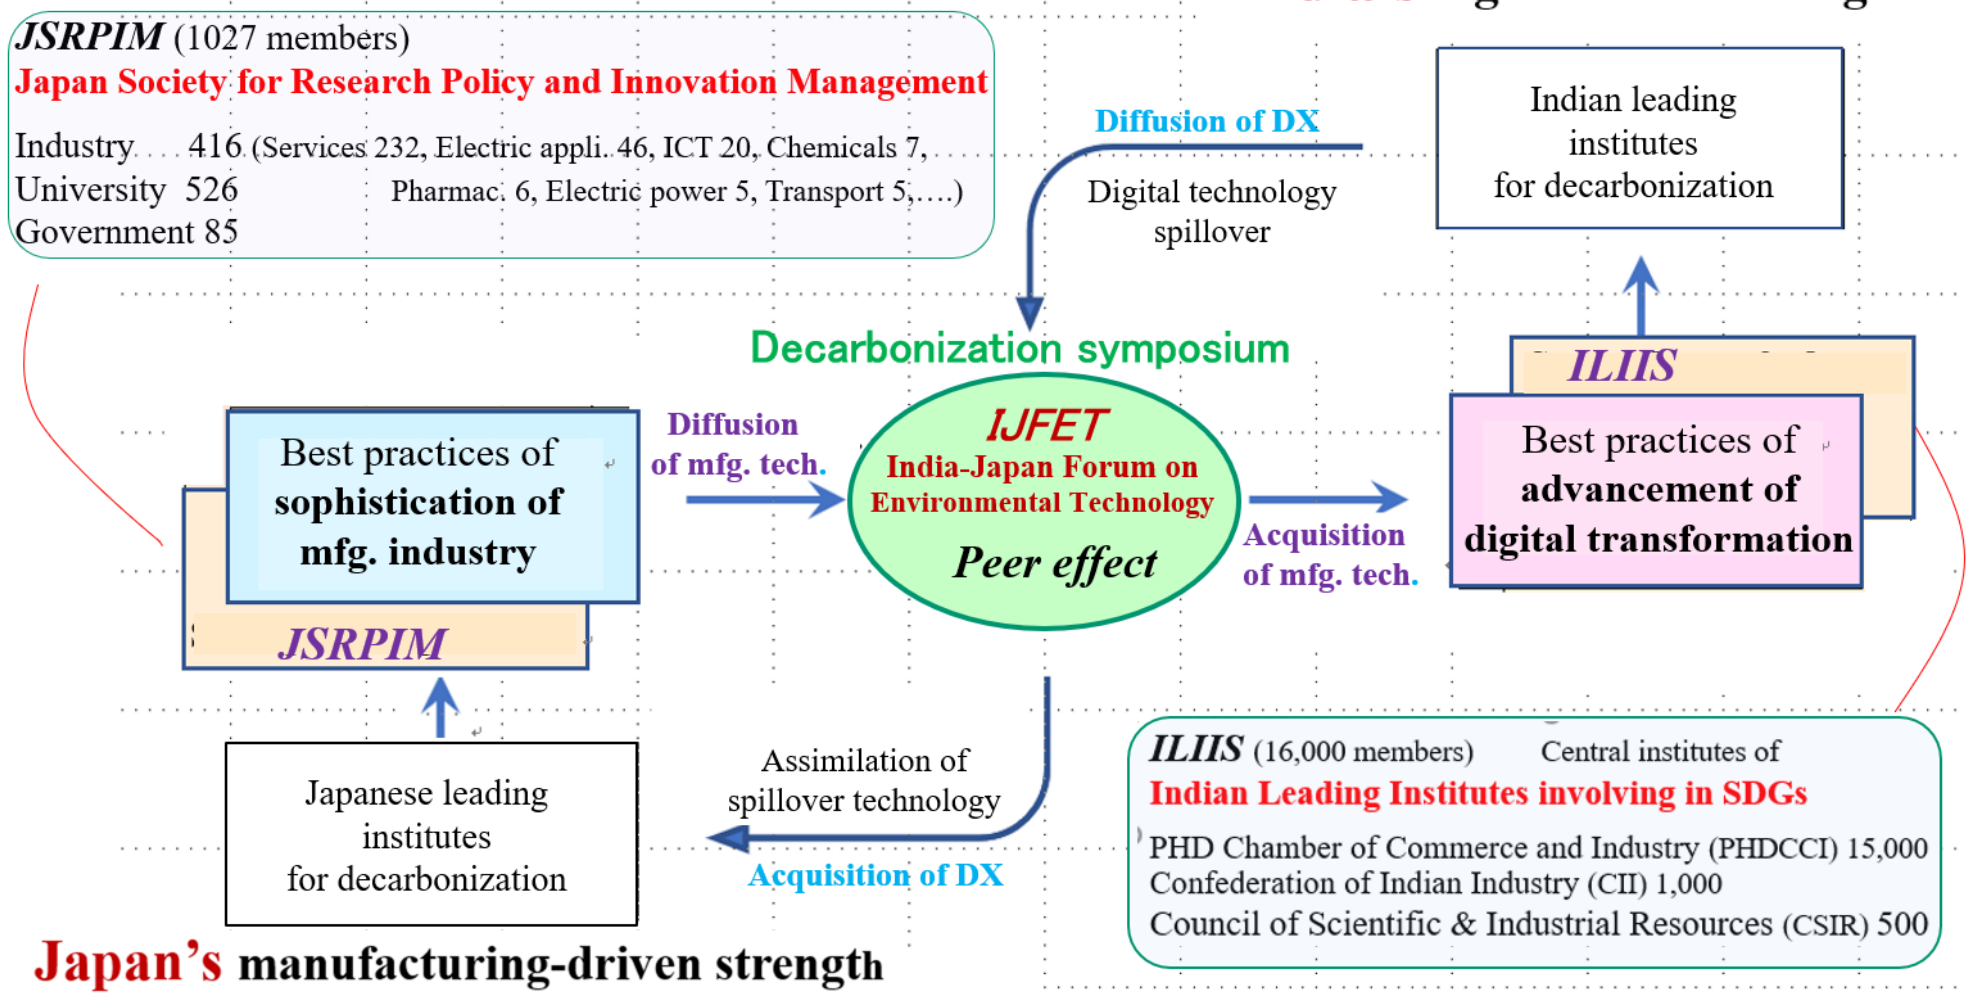 JSRPIM (1027 members)
Japan Society for Research Policy and Innovation Management
Industry 416 (Services 232, Electric appli. 46, ICT 20, Chemicals 7,
University 526 Pharmac. 6, Electric power 5, Transport 5,….)
Government 85
Diffusion of DX
Digital technology
spillover
Indian leading
institutes
for decarbonization
Decarbonization symposium
ILIIS
Best practices of
sophistication of
mfg. industry
JSRPIM
Diffusion
of mfg. tech.
IJFET
India-Japan Forum on
Environmental Technology
Peer effect
Acquisition
of mfg. tech.
Best practices of
advancement of
digital transformation
Japanese leading
institutes
for decarbonization
Assimilation of
spillover technology
Acquisition of DX
ILIIS (16,000 members) Central institutes of
Indian Leading Institutes involving in SDGs
PHD Chamber of Commerce and Industry (PHDCCI) 15,000
Confederation of Indian Industry (CII) 1,000
Council of Scientific & Industrial Resources (CSIR) 500
Japan’s manufacturing-driven strength